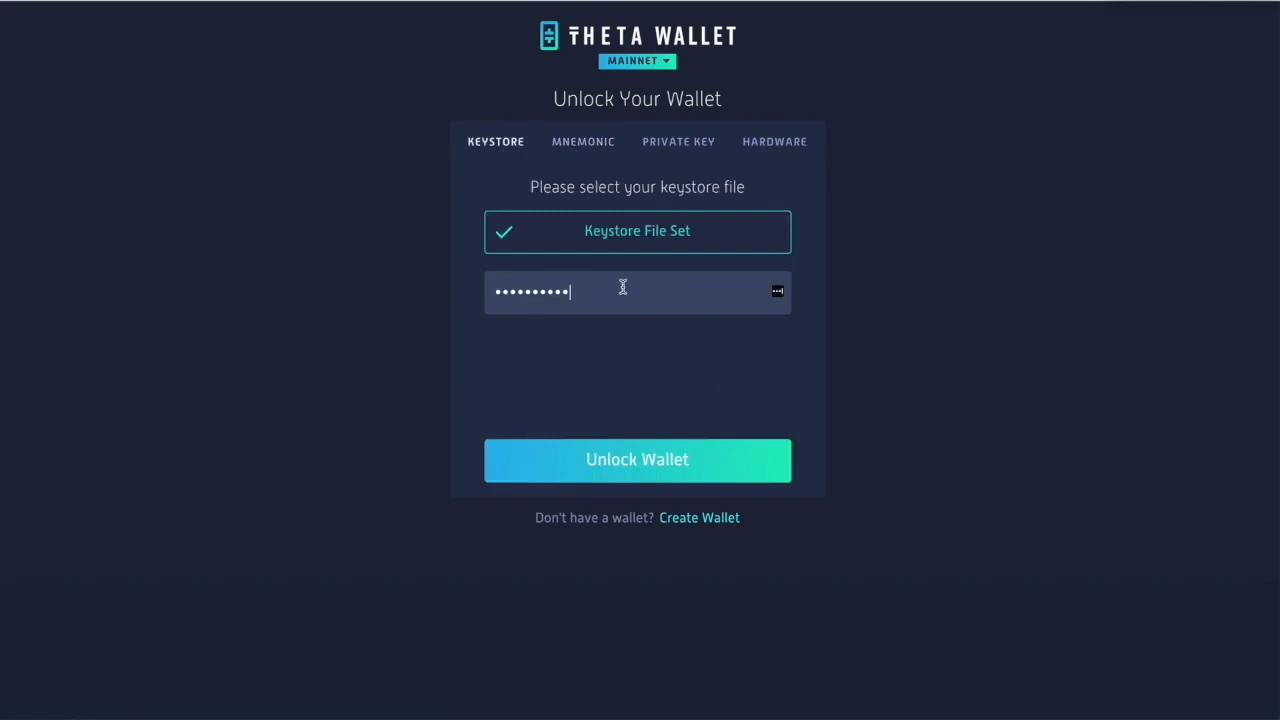 THETA WALLET
MAINNET
Unlock Your Wallet
KEYSTORE MNEMONIC PRIVATE KEY HARDWARE
Please select your keystore file
Keystore File Set
••••••••••
Unlock Wallet
Don't have a wallet? Create Wallet